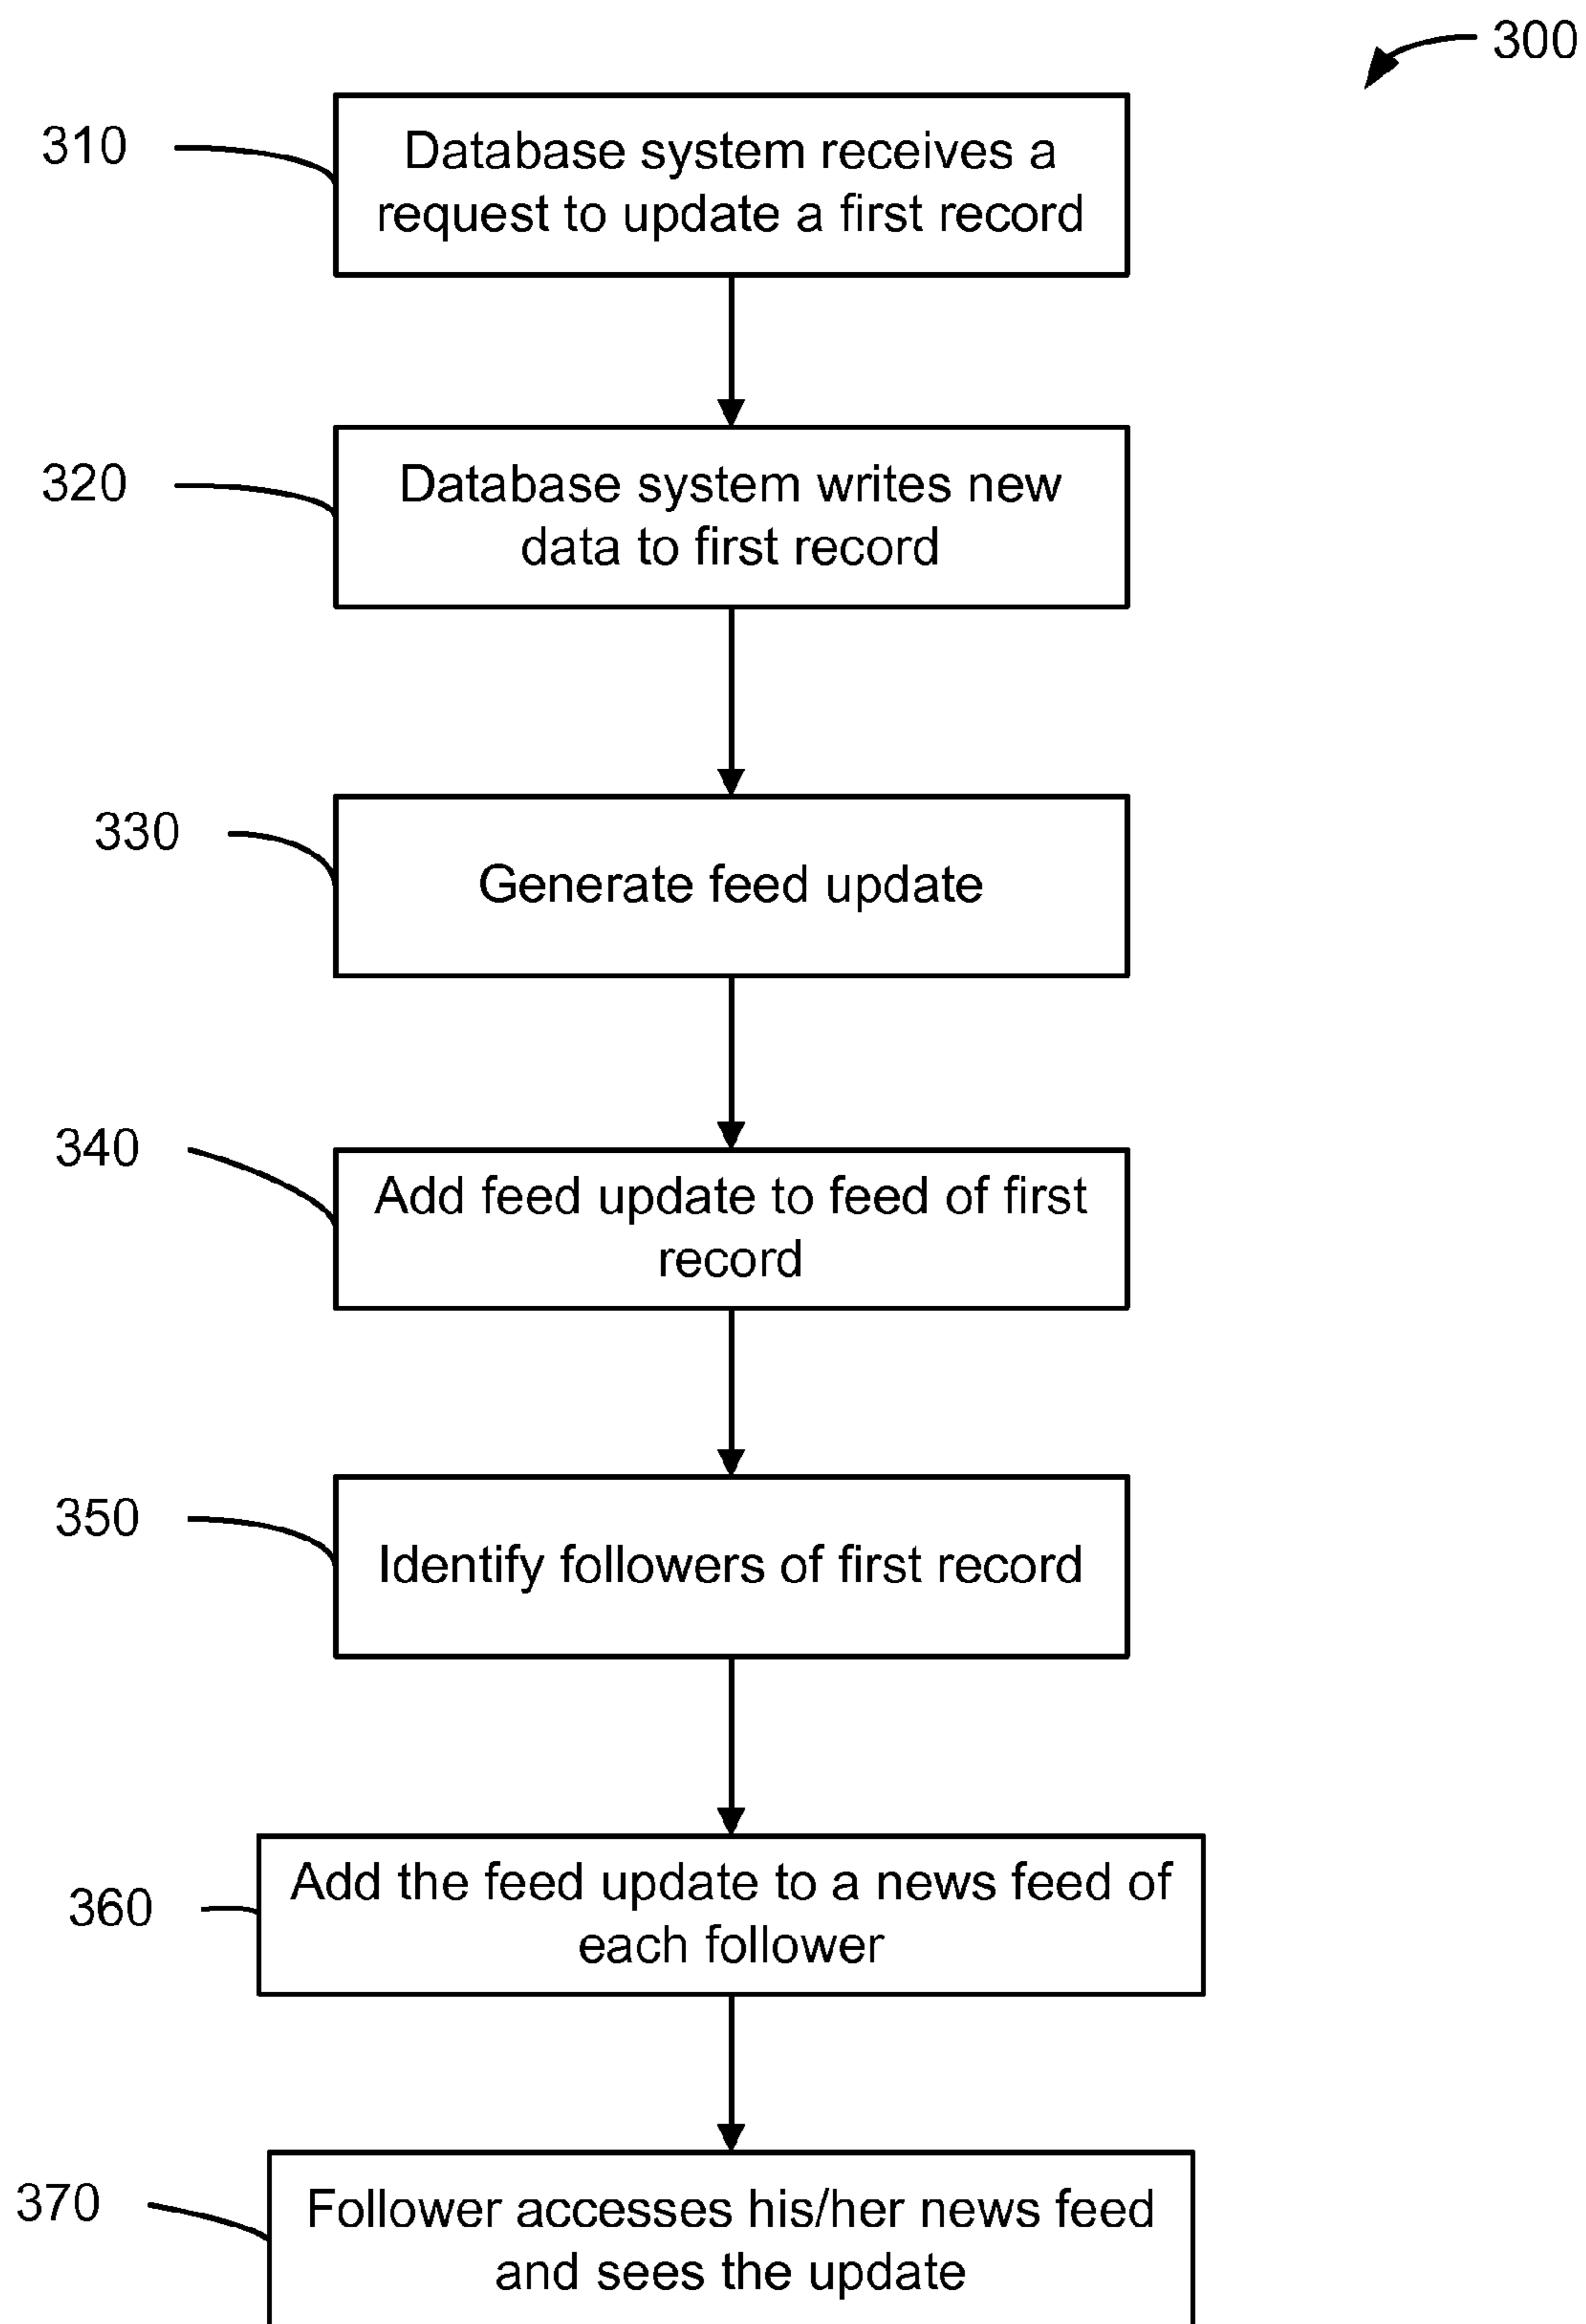 300
310
Database system receives a
request to update a first record
320
Database system writes new
data to first record
330
Generate feed update
340
Add feed update to feed of first
record
350
Identify followers of first record
360
Add the feed update to a news feed of
each follower
370
Follower accesses his/her news feed
and sees the update